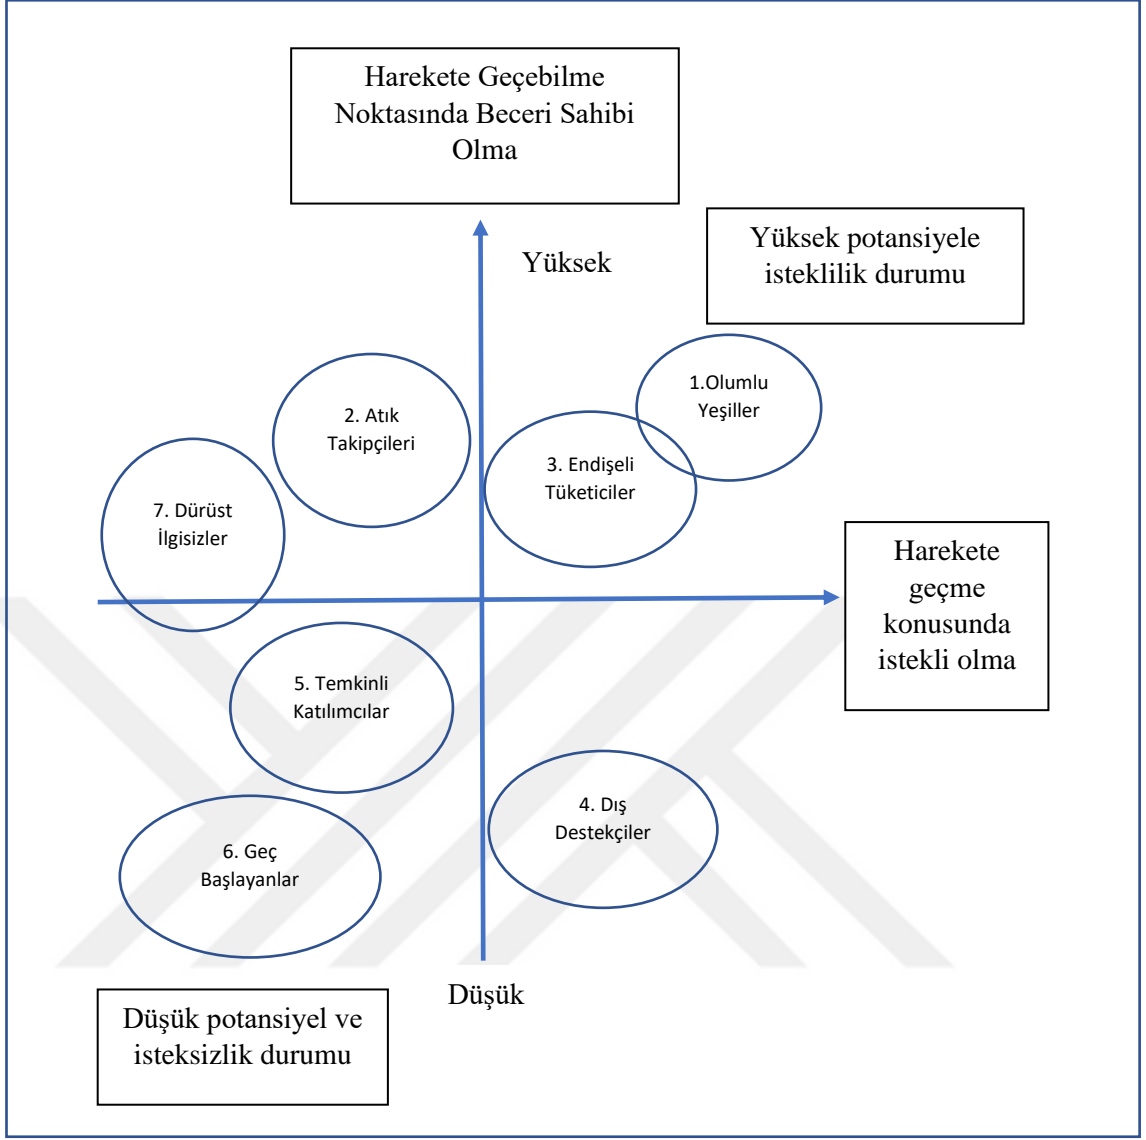 Harekete Geçebilme
Noktasında Beceri Sahibi
Olma
Yüksek potansiyele
isteklilik durumu
Yüksek
1.Olumlu
Yeşiller
2. Atık
Takipçileri
3. Endişeli
Tüketiciler
7. Dürüst
İlgisizler
Harekete
geçme
konusunda
istekli olma
5. Temkinli
Katılımcılar
4. Dış
Destekçiler
6. Geç
Başlayanlar
Düşük
Düşük potansiyel ve
isteksizlik durumu